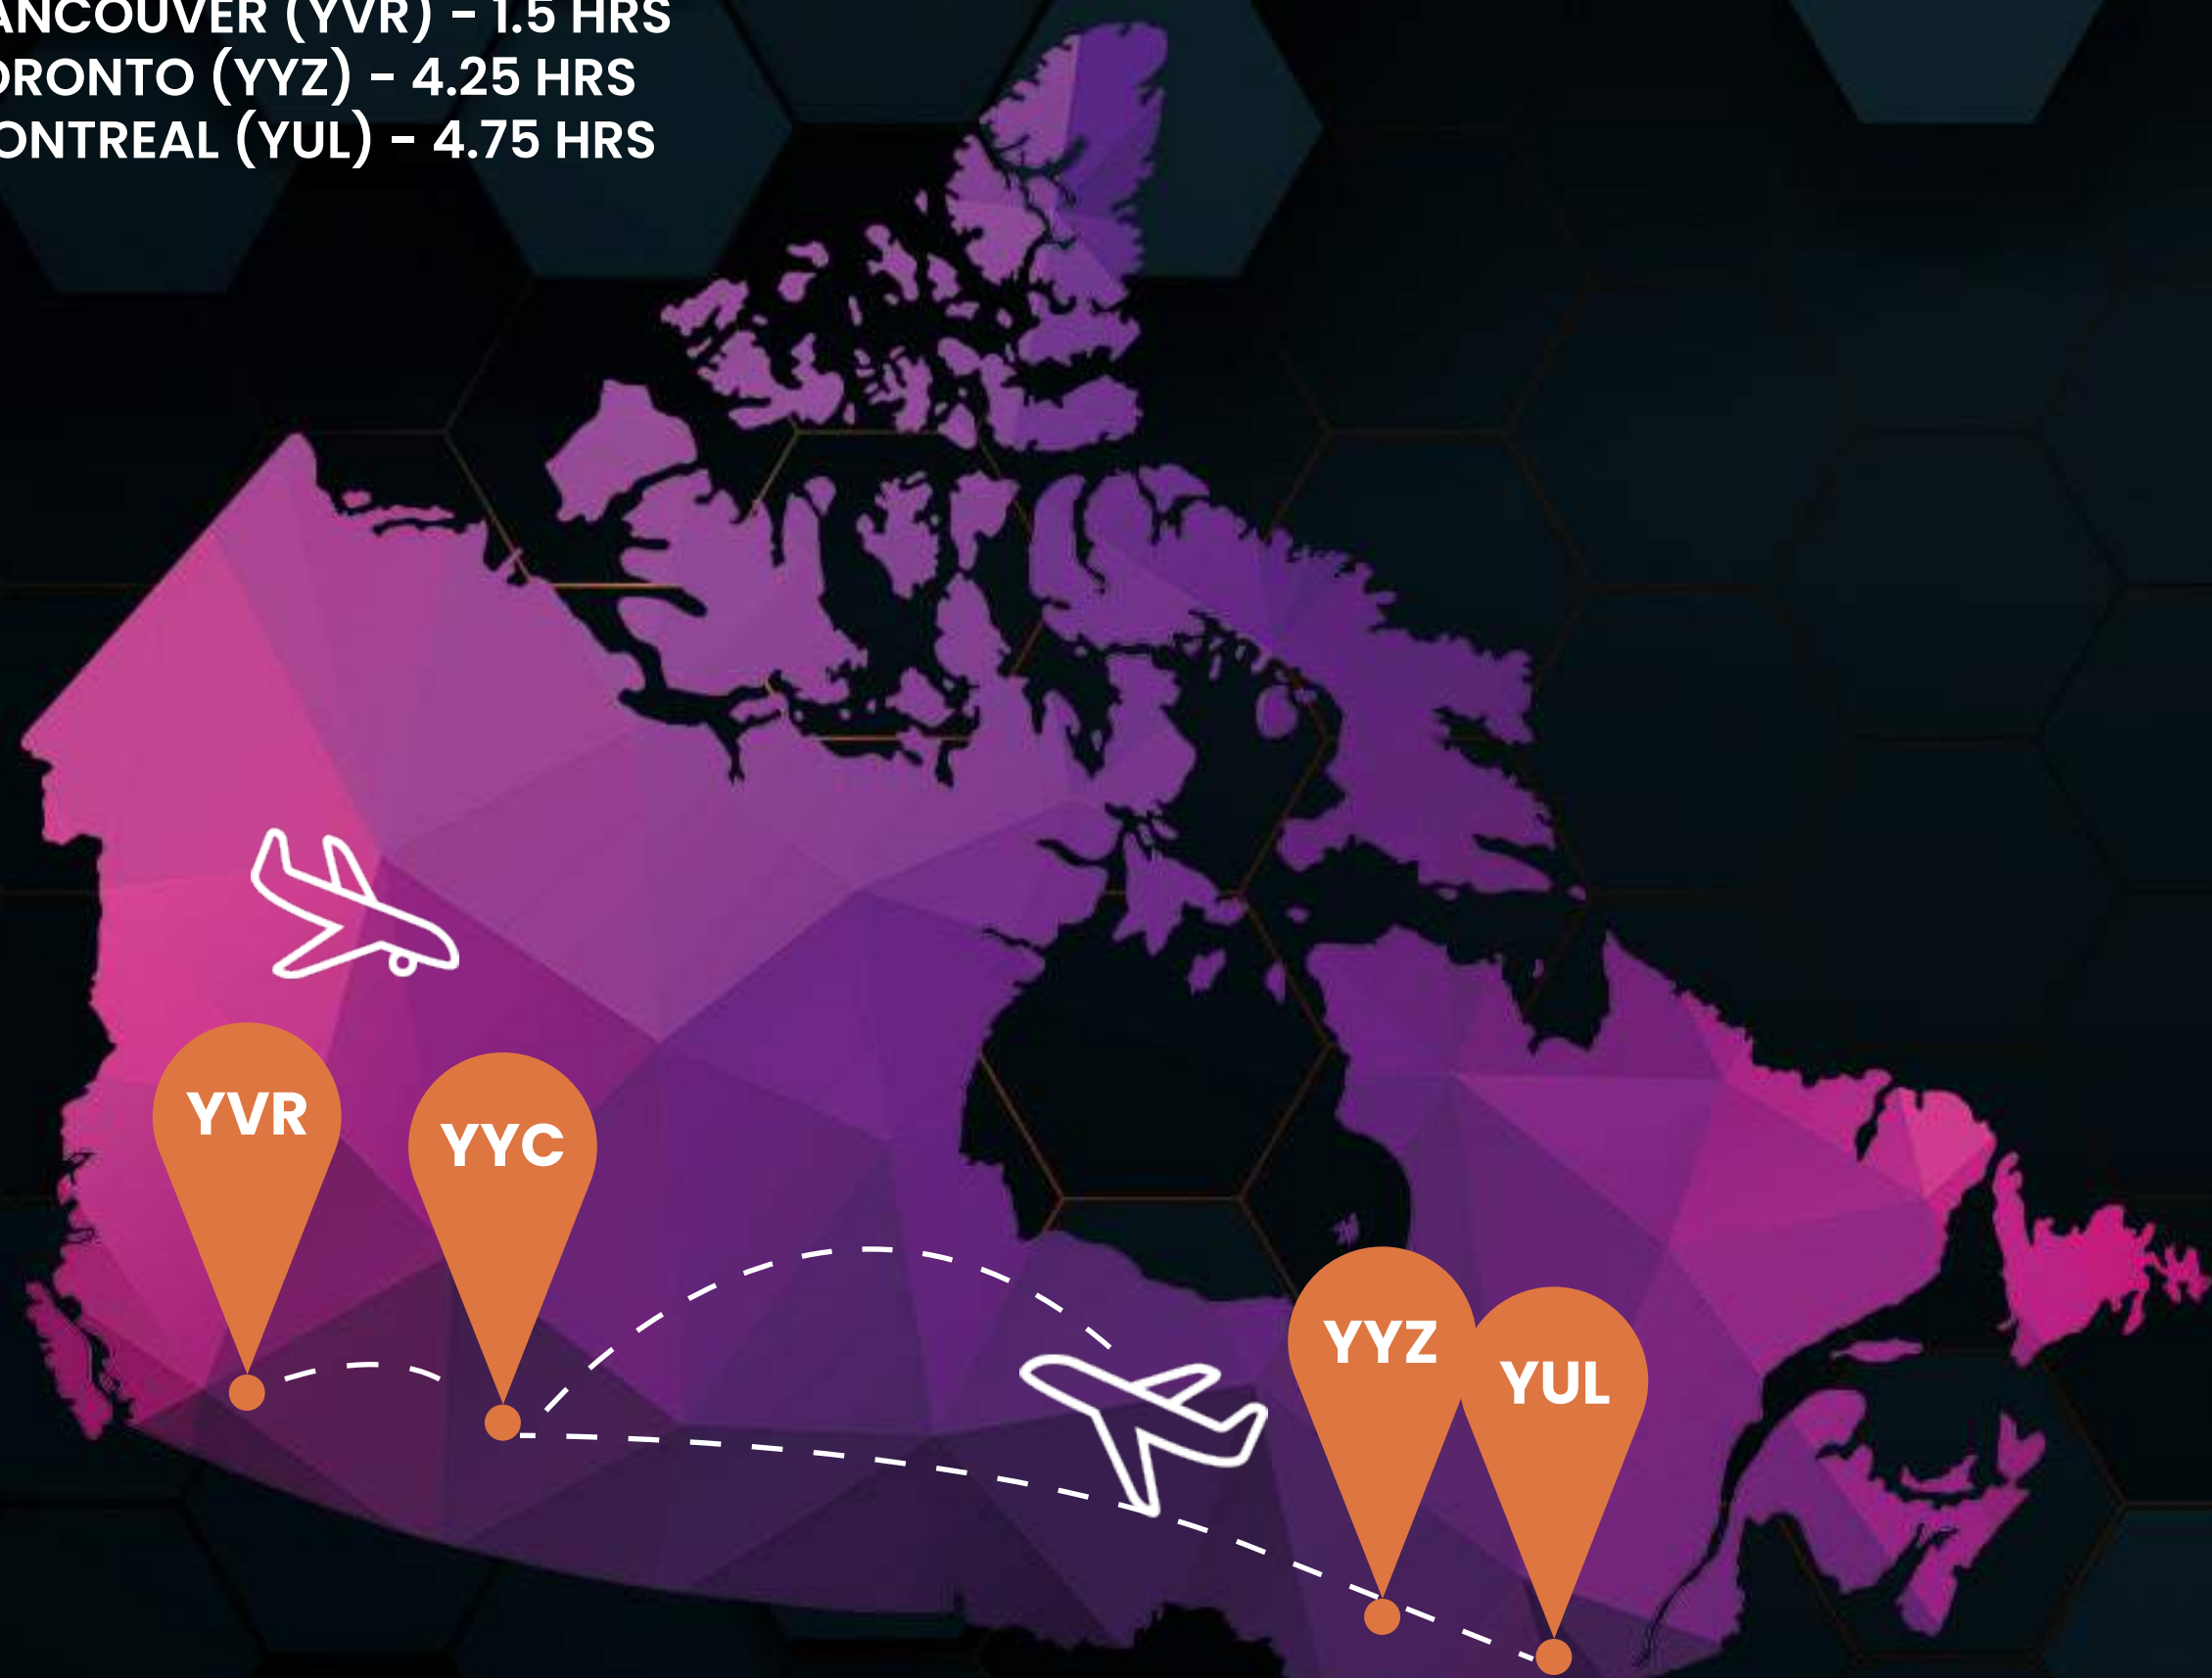 ANCOUVER (YVR) - 1.5 HRS
ORONTO (YYZ) - 4.25 HRS
ONTREAL (YUL) - 4.75 HRS
YVR
YYC
YYZ
YUL